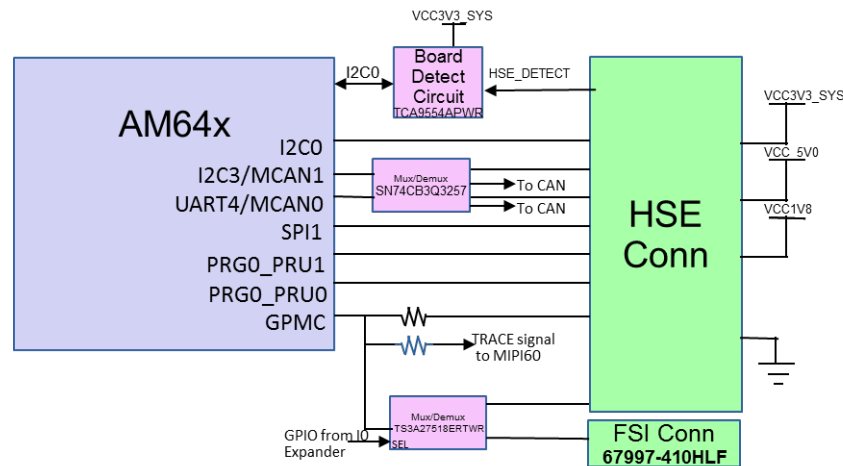 VCC3V3_SYS
Board
Detect
Circuit
TCA9554APWR
I2C0
HSE_DETECT
AM64x
VCC3V3_SYS
I2C0
VCC_5V0
I2C3/MCAN1
Mux/Demux
SN74CB3Q3257
To CAN
UART4/MCAN0
To CAN
HSE
Conn
VCC1V8
SPI1
PRG0_PRU1
PRG0_PRU0
GPMC
TRACE signal
to MIPI60
Mux/Demux
TS3A27518ERTWR
SEL
GPIO from IO
Expander
FSI Conn
67997-410HLF